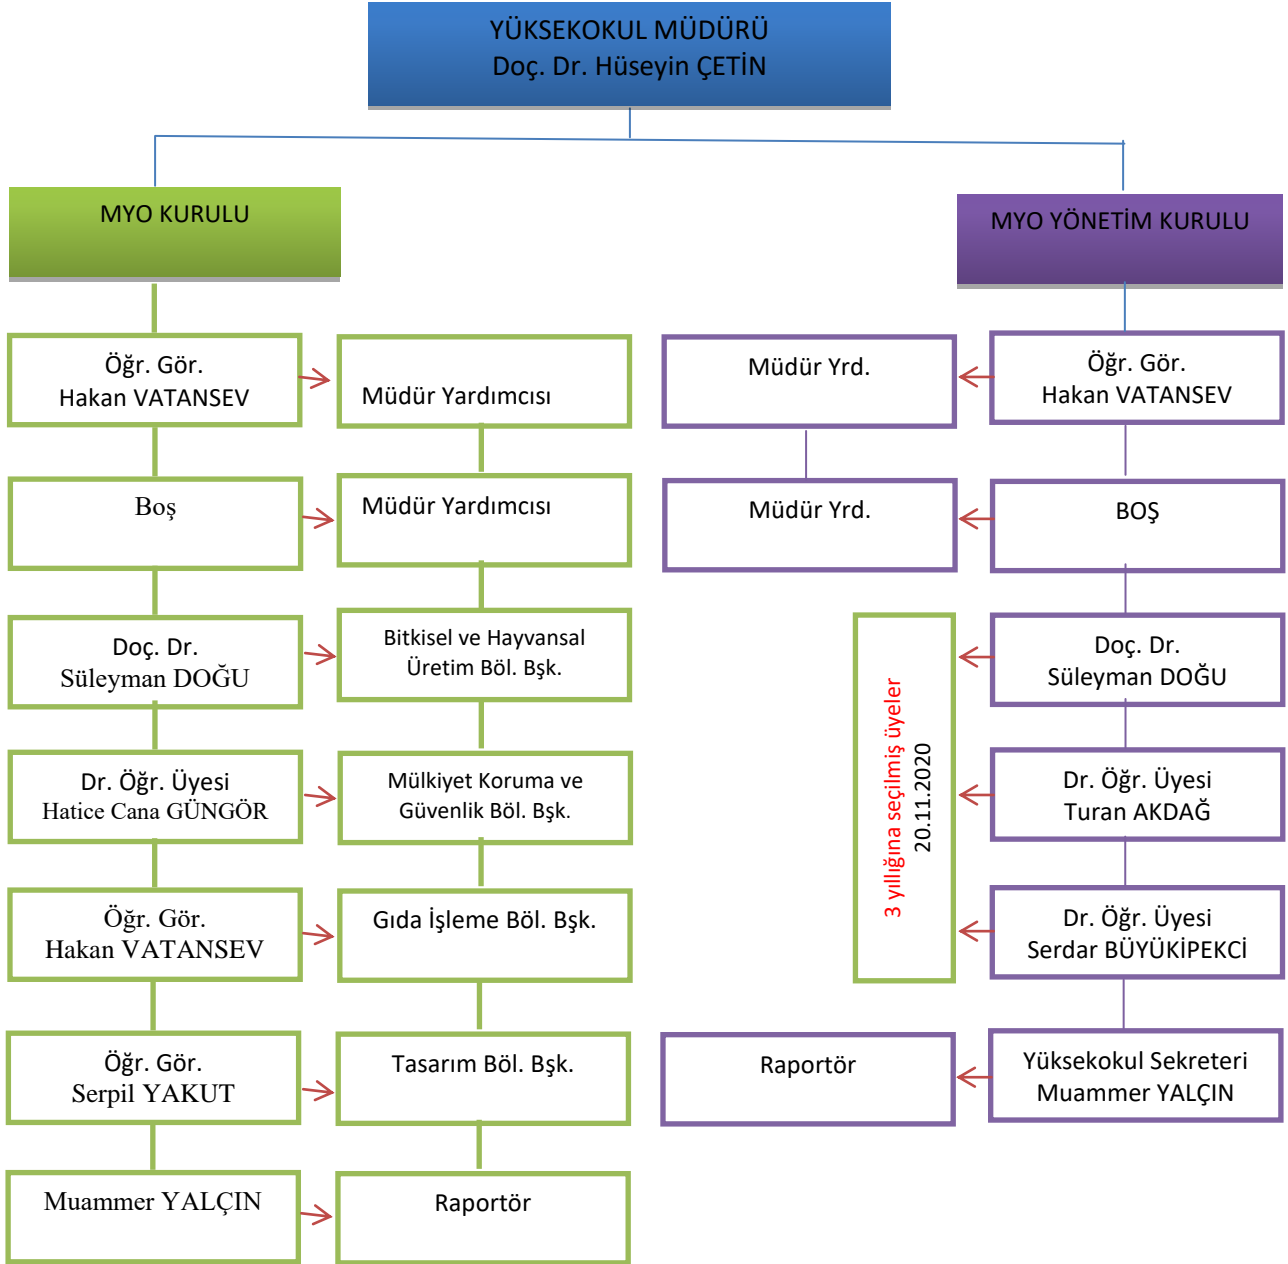 YÜKSEKOKUL MÜDÜRÜ
Doç. Dr. Hüseyin ÇETİN
MYO KURULU
MYO YÖNETİM KURULU
Öğr. Gör.
Hakan VATANSEV
Müdür Yardımcısı
Müdür Yrd.
Öğr. Gör.
Hakan VATANSEV
Boş
Müdür Yardımcısı
Müdür Yrd.
BOŞ
Doç. Dr.
Süleyman DOĞU
Bitkisel ve Hayvansal
Üretim Böl. Bşk.
3 yıllığına seçilmiş üyeler
20.11.2020
Doç. Dr.
Süleyman DOĞU
Dr. Öğr. Üyesi
Hatice Cana GÜNGÖR
Mülkiyet Koruma ve
Güvenlik Böl. Bşk.
Dr. Öğr. Üyesi
Turan AKDAĞ
Öğr. Gör.
Hakan VATANSEV
Gıda İşleme Böl. Bşk.
Dr. Öğr. Üyesi
Serdar BÜYÜKİPEKCİ
Öğr. Gör.
Serpil YAKUT
Tasarım Böl. Bşk.
Raportör
Yüksekokul Sekreteri
Muammer YALÇIN
Muammer YALÇIN
Raportör